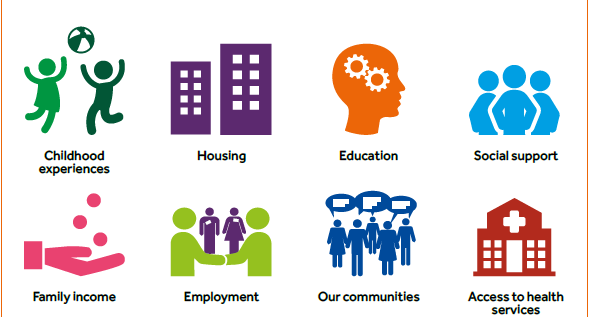 Childhood
experiences
Housing
Education
Social support
Family income
Employment
Our communities
Access to health
services